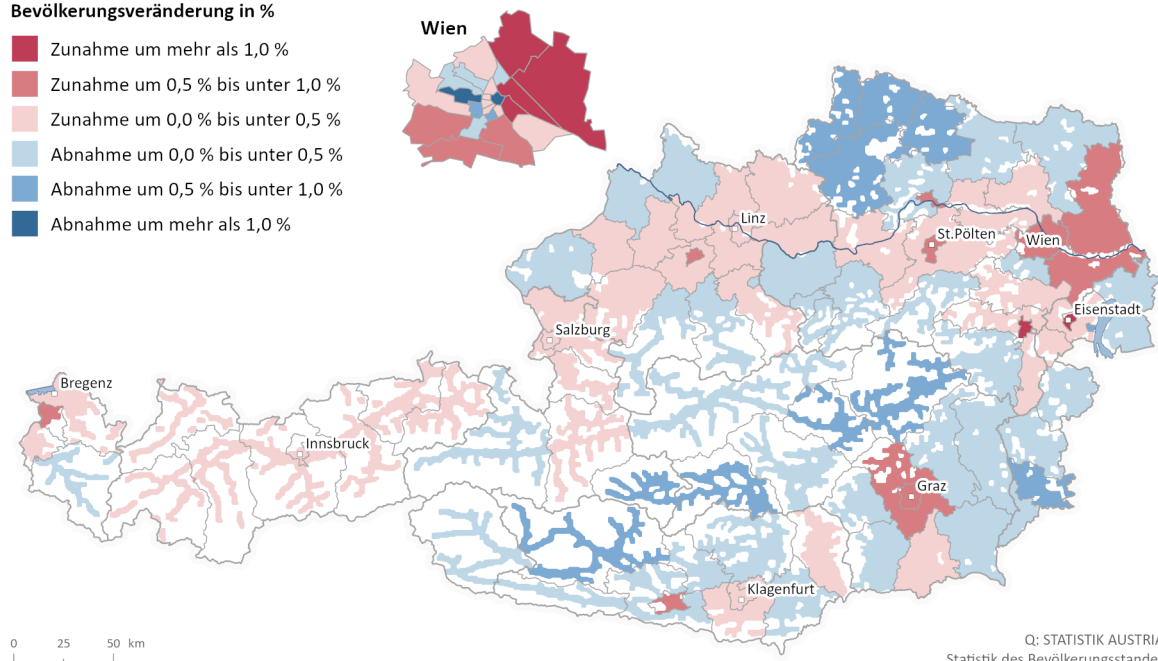 Bevölkerungsveränderung in %
Zunahme um mehr als 1,0 %
Zunahme um 0,5 % bis unter 1,0 %
Zunahme um 0,0 % bis unter 0,5 %
Abnahme um 0,0 % bis unter 0,5 %
Abnahme um 0,5 % bis unter 1,0 %
Abnahme um mehr als 1,0 %
Wien
Linz
St.Pölten
Wien
Eisenstadt
Salzburg
Bregenz
Innsbruck
Graz
Klagenfurt
0 25 50 km
Q: STATISTIK AUSTRIA
Statistik des Bevölkerungsstandes